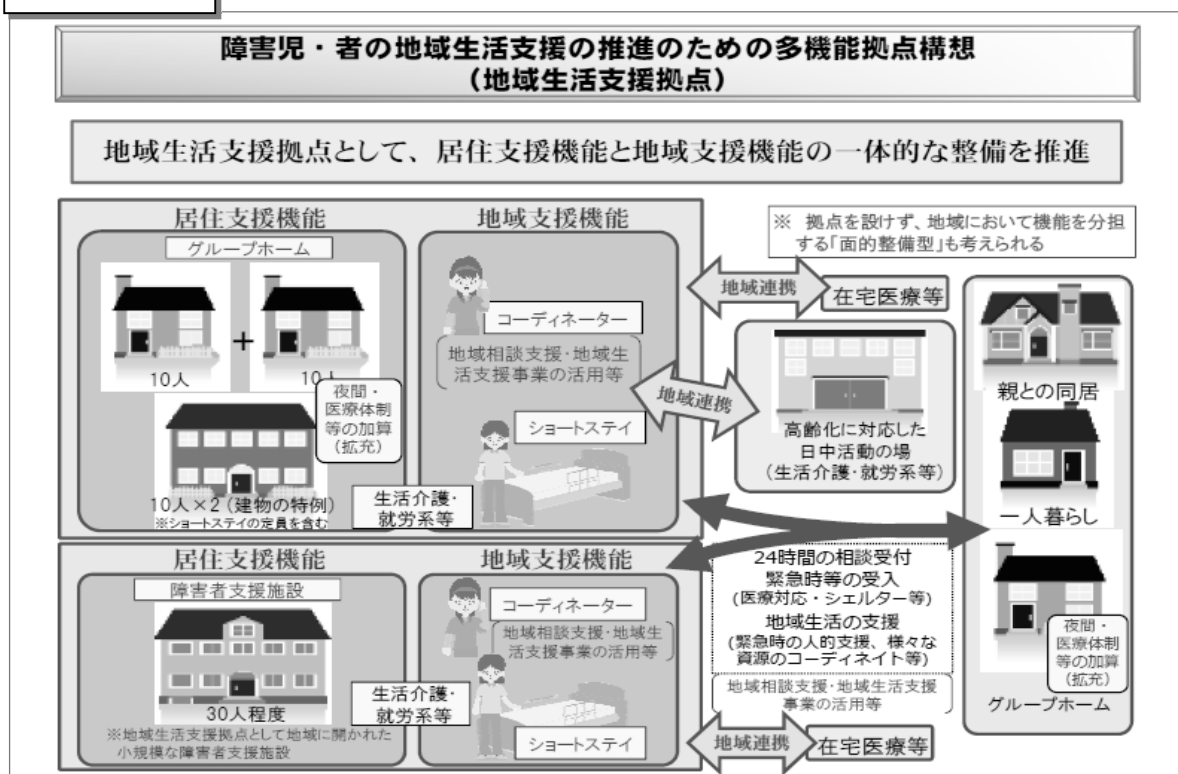 障害児・者の地域生活支援の推進のための多機能拠点構想
(地域生活支援拠点)
地域生活支援拠点として、居住支援機能と地域支援機能の一体的な整備を推進
居住支援機能
グループホーム
10人
+
10人
夜間・
医療体制
等の加算
(拡充)
10人×2(建物の特例)
※ショートステイの定員を含む
地域支援機能
コーディネーター
地域相談支援・地域生
活支援事業の活用等
ショートステイ
生活介護・
就労系等
※ 拠点を設けず、地域において機能を分担
する「面的整備型」も考えられる
地域連携
在宅医療等
地域連携
高齢化に対応した
日中活動の場
(生活介護・就労系等)
親との同居
一人暮らし
夜間・
医療体制
等の加算
(拡充)
グループホーム
24時間の相談受付
緊急時等の受入
(医療対応・シェルター等)
地域生活の支援
(緊急時の人的支援、様々な
資源のコーディネイト等)
地域相談支援・地域生活支援
事業の活用等
居住支援機能
障害者支援施設
30人程度
※地域生活支援拠点として地域に開かれた
小規模な障害者支援施設
地域支援機能
コーディネーター
地域相談支援・地域生
活支援事業の活用等
生活介護・
就労系等
ショートステイ
地域連携
在宅医療等